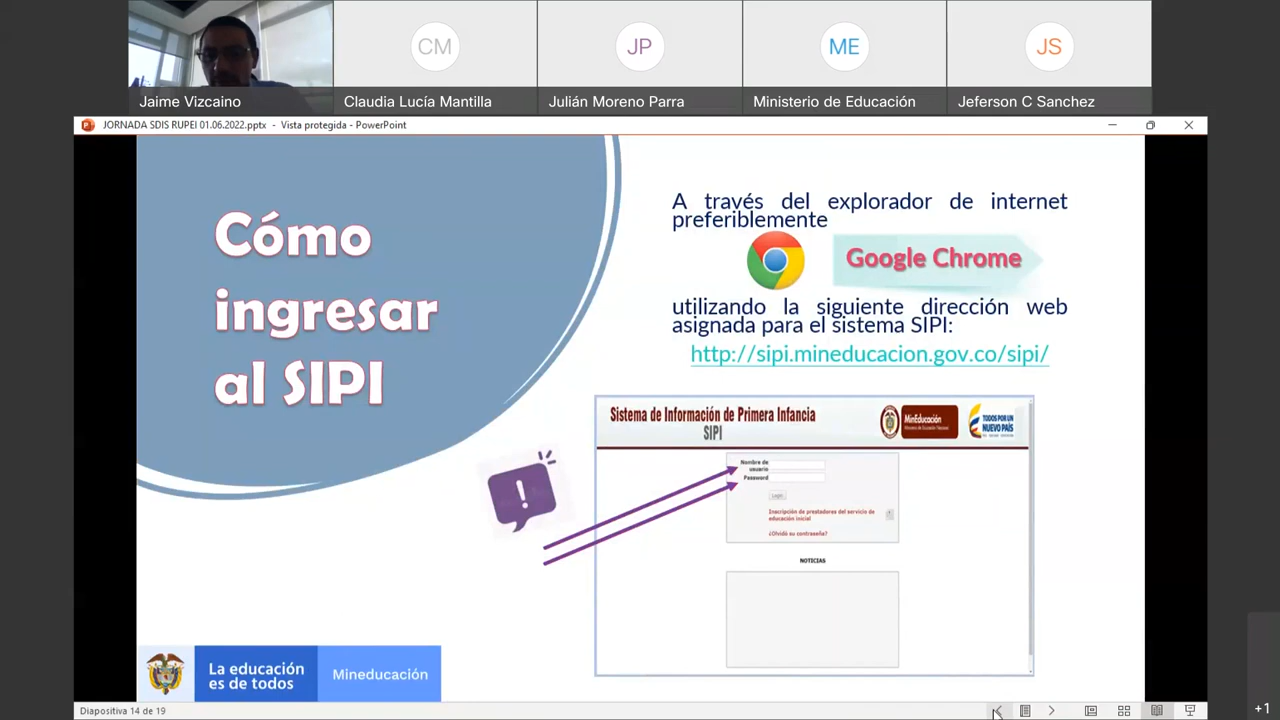 CM
JP
ME
JS
Jaime Vizcaino
Claudia Lucía Mantilla
Julián Moreno Parra
Ministerio de Educación
Jeferson C Sanchez
JORNADA SDIS RUPEI 01.06.2022.pptx - Vista protegida - PowerPoint
Cómo
ingresar
al SIPI
A través del explorador de internet
preferiblemente
Google Chrome
utilizando la siguiente dirección web
asignada para el sistema SIPI:
http://sipi.mineducacion.gov.co/sipi/
Sistema de Información de Primera Infancia
SIPI
MinEducación
Ministerio de Educación Nacional
TODOS POR UN
NUEVO PAÍS
Nombre de
usuario
Password
Login
Inscripción de prestadores del servicio de
educación inicial
¿Olvidó su contraseña?
NOTICIAS
La educación
es de todos
Mineducación
Diapositiva 14 de 19
+1